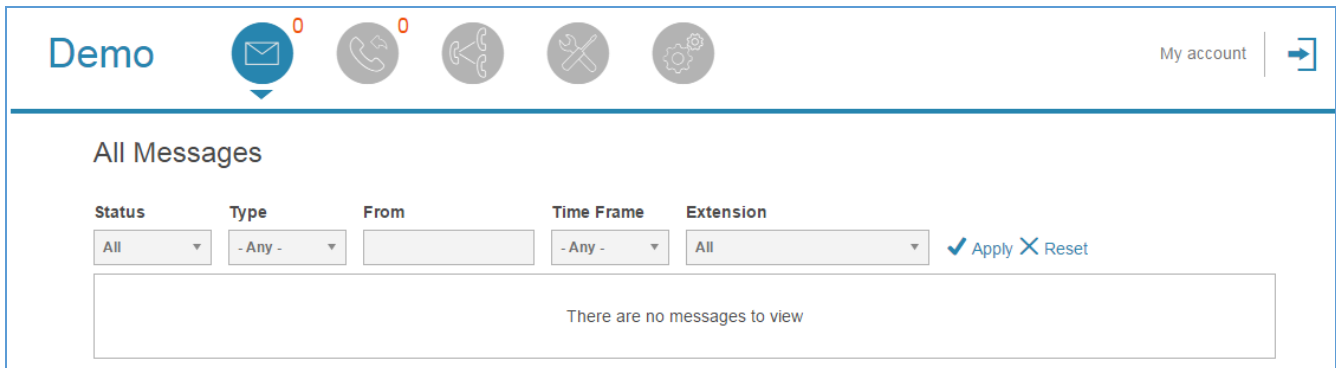 Demo 0 0 My account
All Messages
Status Type From Time Frame Extension
All - Any - - Any - All Apply Reset
There are no messages to view